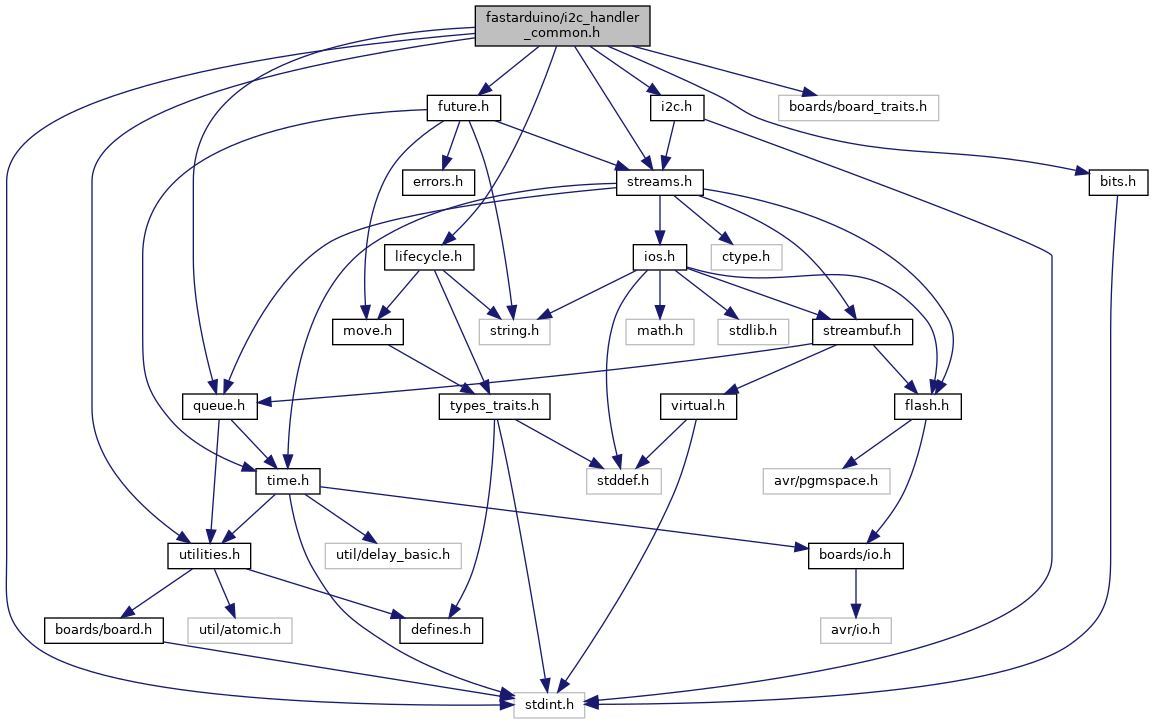 fastarduino/i2c_handler
_common.h
future.h
i2c.h
boards/board_traits.h
errors.h
streams.h
bits.h
lifecycle.h
ios.h
ctype.h
move.h
string.h
math.h
stdlib.h
streambuf.h
queue.h
types_traits.h
virtual.h
flash.h
time.h
stddef.h
avr/pgmspace.h
utilities.h
util/delay_basic.h
boards/io.h
boards/board.h
util/atomic.h
defines.h
avr/io.h
stdint.h